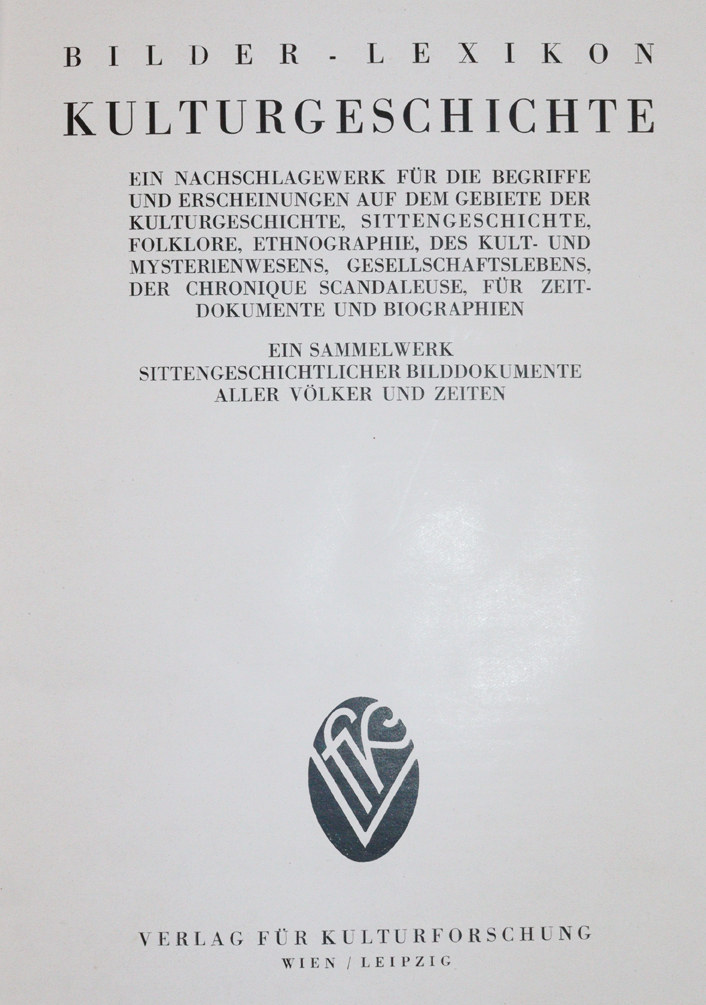 BILDER-LEXIKON
KULTURGESCHICHTE
EIN NACHSCHLAGEWERK FÜR DIE BEGRIFFE
UND ERSCHEINUNGEN AUF DEM GEBIETE DER
KULTURGESCHICHTE, SITTENGESCHICHTE,
FOLKLORE, ETHNOGRAPHIE, DES KULT- UND
MYSTERIENWESENS, GESELLSCHAFTSLEBENS,
DER CHRONIQUE SCANDALEUSE, FÜR ZEIT-
DOKUMENTE UND BIOGRAPHIEN
EIN SAMMELWERK
SITTENGESCHICHTLICHER BILDDOKUMENTE
ALLER VÖLKER UND ZEITEN
VfK
VERLAG FÜR KULTURFORSCHUNG
WIEN / LEIPZIG